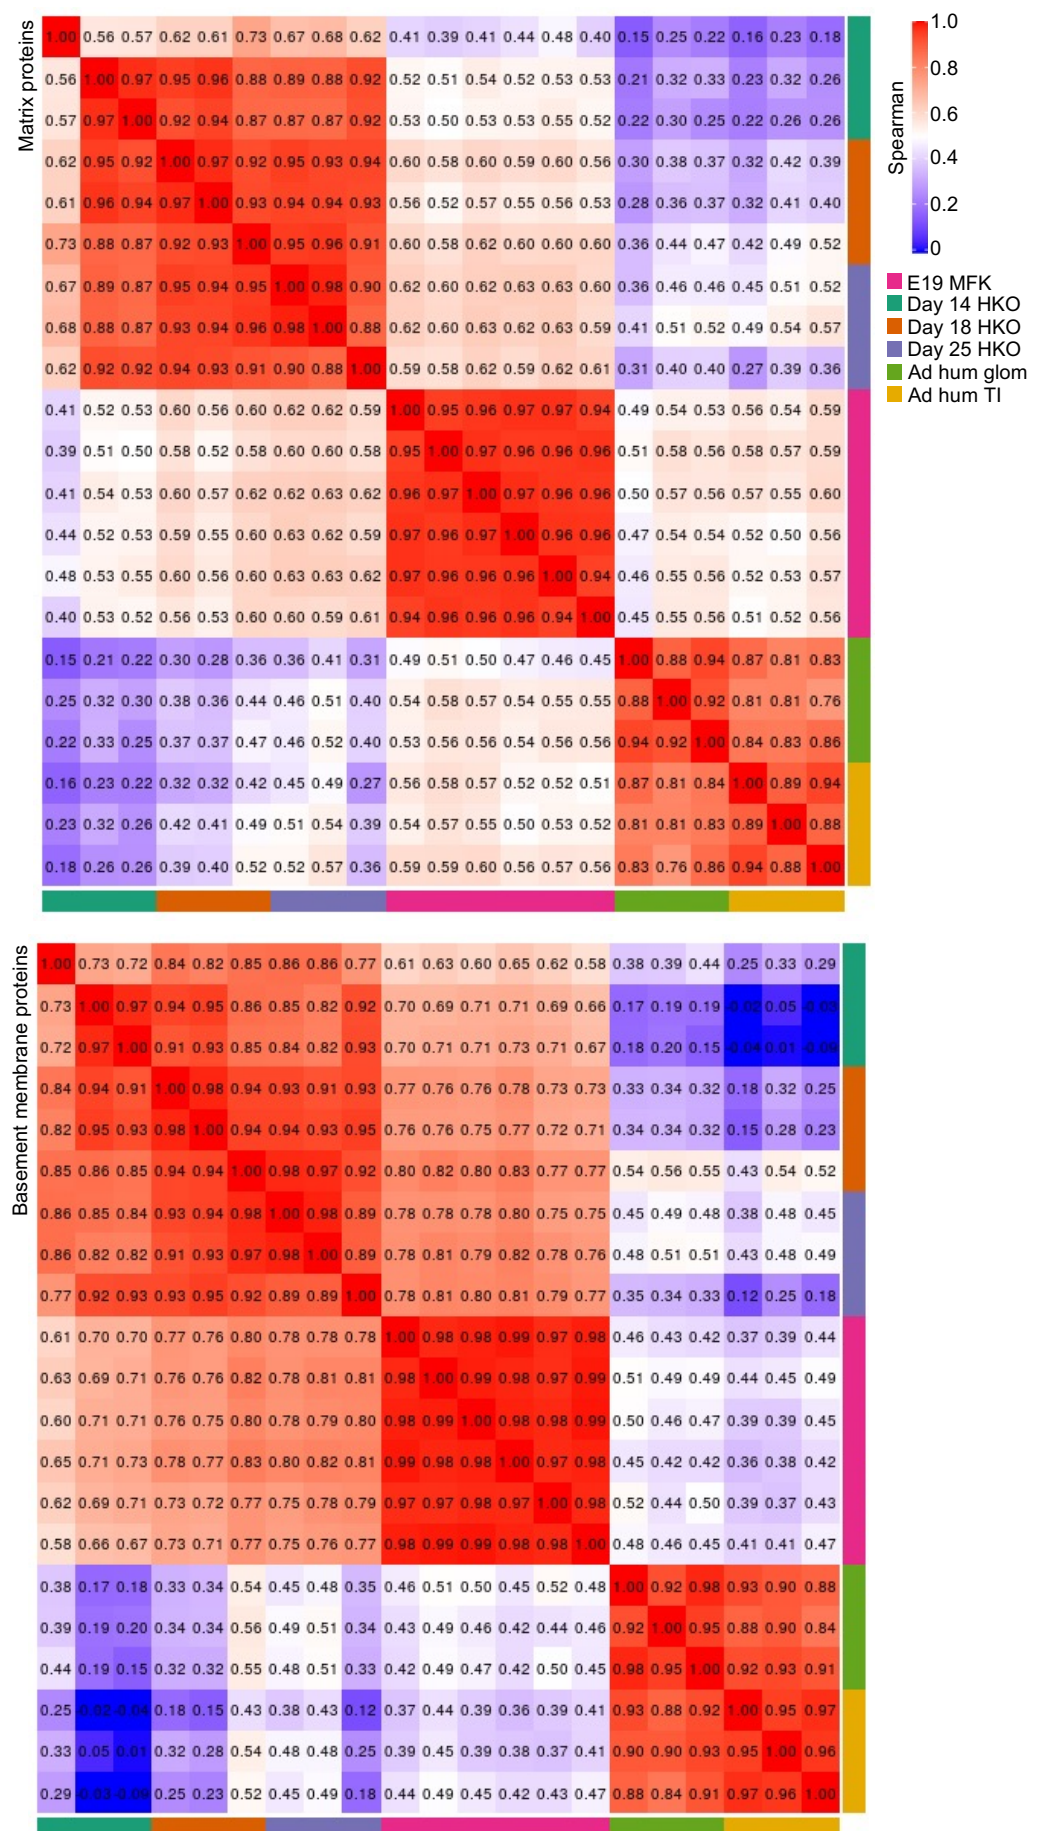 Matrix proteins
1.00 0.56 0.57 0.62 0.61 0.73 0.67 0.68 0.62 0.41 0.39 0.41 0.44 0.48 0.40 0.15 0.25 0.22 0.16 0.23 0.18
0.56 1.00 0.97 0.95 0.96 0.88 0.89 0.88 0.92 0.52 0.51 0.54 0.52 0.53 0.53 0.21 0.32 0.33 0.23 0.32 0.26
0.57 0.97 1.00 0.92 0.94 0.87 0.87 0.87 0.92 0.53 0.50 0.53 0.53 0.55 0.52 0.22 0.30 0.25 0.22 0.26 0.26
0.62 0.95 0.92 1.00 0.97 0.92 0.95 0.93 0.94 0.60 0.58 0.60 0.59 0.60 0.56 0.30 0.38 0.37 0.32 0.42 0.39
0.61 0.96 0.94 0.97 1.00 0.93 0.94 0.94 0.93 0.56 0.52 0.57 0.55 0.56 0.53 0.28 0.36 0.37 0.32 0.41 0.40
0.73 0.88 0.87 0.92 0.93 1.00 0.95 0.96 0.91 0.60 0.58 0.62 0.60 0.60 0.60 0.36 0.44 0.47 0.42 0.49 0.52
0.67 0.89 0.87 0.95 0.94 0.95 1.00 0.98 0.90 0.62 0.60 0.62 0.63 0.63 0.60 0.36 0.46 0.46 0.45 0.51 0.52
0.68 0.88 0.87 0.93 0.94 0.96 0.98 1.00 0.88 0.62 0.60 0.63 0.62 0.63 0.59 0.41 0.51 0.52 0.49 0.54 0.57
0.62 0.92 0.92 0.94 0.93 0.91 0.90 0.88 1.00 0.59 0.58 0.62 0.59 0.62 0.61 0.31 0.40 0.40 0.27 0.39 0.36
0.41 0.52 0.53 0.60 0.56 0.60 0.62 0.62 0.59 1.00 0.95 0.96 0.97 0.97 0.94 0.49 0.54 0.53 0.56 0.54 0.59
0.39 0.51 0.50 0.58 0.52 0.58 0.60 0.60 0.58 0.95 1.00 0.97 0.96 0.96 0.96 0.51 0.58 0.56 0.58 0.57 0.59
0.41 0.54 0.53 0.60 0.57 0.62 0.62 0.63 0.62 0.96 0.97 1.00 0.97 0.96 0.96 0.50 0.57 0.56 0.57 0.55 0.60
0.44 0.52 0.53 0.59 0.55 0.60 0.63 0.62 0.59 0.97 0.96 0.97 1.00 0.96 0.96 0.47 0.54 0.54 0.52 0.50 0.56
0.48 0.53 0.55 0.60 0.56 0.60 0.63 0.63 0.62 0.97 0.96 0.96 0.96 1.00 0.94 0.46 0.55 0.56 0.52 0.53 0.57
0.40 0.53 0.52 0.56 0.53 0.60 0.60 0.59 0.61 0.94 0.96 0.96 0.96 0.94 1.00 0.45 0.55 0.56 0.51 0.52 0.56
0.15 0.21 0.22 0.30 0.28 0.36 0.36 0.41 0.31 0.49 0.51 0.50 0.47 0.46 0.45 1.00 0.88 0.94 0.87 0.81 0.83
0.25 0.32 0.30 0.38 0.36 0.44 0.46 0.51 0.40 0.54 0.58 0.57 0.54 0.55 0.55 0.88 1.00 0.92 0.81 0.81 0.76
0.22 0.33 0.25 0.37 0.37 0.47 0.46 0.52 0.40 0.53 0.56 0.56 0.54 0.56 0.56 0.94 0.92 1.00 0.84 0.83 0.86
0.16 0.23 0.22 0.32 0.32 0.42 0.45 0.49 0.27 0.56 0.58 0.57 0.52 0.52 0.51 0.87 0.81 0.84 1.00 0.89 0.94
0.23 0.32 0.26 0.42 0.41 0.49 0.51 0.54 0.39 0.54 0.57 0.55 0.50 0.53 0.52 0.81 0.81 0.83 0.89 1.00 0.88
0.18 0.26 0.26 0.39 0.40 0.52 0.52 0.57 0.36 0.59 0.59 0.60 0.56 0.57 0.56 0.83 0.76 0.86 0.94 0.88 1.00
Spearman
1.0
0.8
0.6
0.4
0.2
0
E19 MFK
Day 14 HKO
Day 18 HKO
Day 25 HKO
Ad hum glom
Ad hum TI
Basement membrane proteins
1.00 0.73 0.72 0.84 0.82 0.85 0.86 0.86 0.77 0.61 0.63 0.60 0.65 0.62 0.58 0.38 0.39 0.44 0.25 0.33 0.29
0.73 1.00 0.97 0.94 0.95 0.86 0.85 0.82 0.92 0.70 0.69 0.71 0.71 0.69 0.66 0.17 0.19 0.19 -0.02 0.05 -0.03
0.72 0.97 1.00 0.91 0.93 0.85 0.84 0.82 0.93 0.70 0.71 0.71 0.73 0.71 0.67 0.18 0.20 0.15 -0.04 0.01 -0.09
0.84 0.94 0.91 1.00 0.98 0.94 0.93 0.91 0.93 0.77 0.76 0.76 0.78 0.73 0.73 0.33 0.34 0.32 0.18 0.32 0.25
0.82 0.95 0.93 0.98 1.00 0.94 0.94 0.93 0.95 0.76 0.76 0.75 0.77 0.72 0.71 0.34 0.34 0.32 0.15 0.28 0.23
0.85 0.86 0.85 0.94 0.94 1.00 0.98 0.97 0.92 0.80 0.82 0.80 0.83 0.77 0.77 0.54 0.56 0.55 0.43 0.54 0.52
0.86 0.85 0.84 0.93 0.94 0.98 1.00 0.98 0.89 0.78 0.78 0.78 0.80 0.75 0.75 0.45 0.49 0.48 0.38 0.48 0.45
0.86 0.82 0.82 0.91 0.93 0.97 0.98 1.00 0.89 0.78 0.81 0.79 0.82 0.78 0.76 0.48 0.51 0.51 0.43 0.48 0.49
0.77 0.92 0.93 0.93 0.95 0.92 0.89 0.89 1.00 0.78 0.81 0.80 0.81 0.79 0.77 0.35 0.34 0.33 0.12 0.25 0.18
0.61 0.70 0.70 0.77 0.76 0.80 0.78 0.78 0.78 1.00 0.98 0.98 0.99 0.97 0.98 0.46 0.43 0.42 0.37 0.39 0.44
0.63 0.69 0.71 0.76 0.76 0.82 0.78 0.81 0.81 0.98 1.00 0.99 0.98 0.97 0.99 0.51 0.49 0.49 0.44 0.45 0.49
0.60 0.71 0.71 0.76 0.75 0.80 0.78 0.79 0.80 0.98 0.99 1.00 0.98 0.98 0.99 0.50 0.46 0.47 0.39 0.39 0.45
0.65 0.71 0.73 0.78 0.77 0.83 0.80 0.82 0.81 0.99 0.98 0.98 1.00 0.97 0.98 0.45 0.42 0.42 0.36 0.38 0.42
0.62 0.69 0.71 0.73 0.72 0.77 0.75 0.78 0.79 0.97 0.97 0.98 0.97 1.00 0.98 0.52 0.44 0.50 0.39 0.37 0.43
0.58 0.66 0.67 0.73 0.71 0.77 0.75 0.76 0.77 0.98 0.99 0.99 0.98 0.98 1.00 0.48 0.46 0.45 0.41 0.41 0.47
0.38 0.17 0.18 0.33 0.34 0.54 0.45 0.48 0.35 0.46 0.51 0.50 0.45 0.52 0.48 1.00 0.92 0.98 0.93 0.90 0.88
0.39 0.19 0.20 0.34 0.34 0.56 0.49 0.51 0.34 0.43 0.49 0.46 0.42 0.44 0.46 0.92 1.00 0.95 0.88 0.90 0.84
0.44 0.19 0.15 0.32 0.32 0.55 0.48 0.51 0.33 0.42 0.49 0.47 0.42 0.50 0.45 0.98 0.95 1.00 0.92 0.93 0.91
0.25 -0.02 -0.04 0.18 0.15 0.43 0.38 0.43 0.12 0.37 0.44 0.39 0.36 0.39 0.41 0.93 0.88 0.92 1.00 0.95 0.97
0.33 0.05 0.01 0.32 0.28 0.54 0.48 0.48 0.25 0.39 0.45 0.39 0.38 0.37 0.41 0.90 0.90 0.93 0.95 1.00 0.96
0.29 -0.03 -0.09 0.25 0.23 0.52 0.45 0.49 0.18 0.44 0.49 0.45 0.42 0.43 0.47 0.88 0.84 0.91 0.97 0.96 1.00